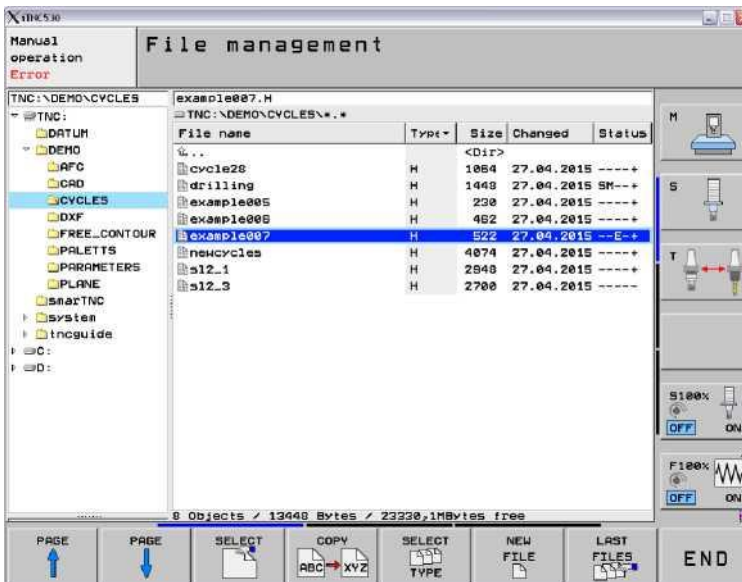 iTNC530
Manual operation
Error
File management
TNC:\DEMO\CYCLES
TNC:
DATUM
DEMO
AFC
CAD
CYCLES
DXF
FREE_CONTOUR
PALETTS
PARAMETERS
PLANE
smarTNC
system
tncguide
C:
D:
example007.H
TNC:\DEMO\CYCLES\*.*
File name Type Size Changed Status
.. <Dir>
cycle28 H 1064 27.04.2015 ----+
drilling H 1448 27.04.2015 SM--+
example005 H 230 27.04.2015 ----+
example006 H 462 27.04.2015 ----+
example007 H 522 27.04.2015 --E-+
newcycles H 4074 27.04.2015 ----+
sl2_1 H 2948 27.04.2015 ----+
sl2_3 H 2700 27.04.2015 -----
8 Objects / 13448 Bytes / 23330,1MBytes free
M
S
T
S100%
OFF ON
F100%
OFF ON
PAGE
PAGE
SELECT
COPY
ABC XYZ
SELECT
TYPE
NEW
FILE
LAST
FILES
END